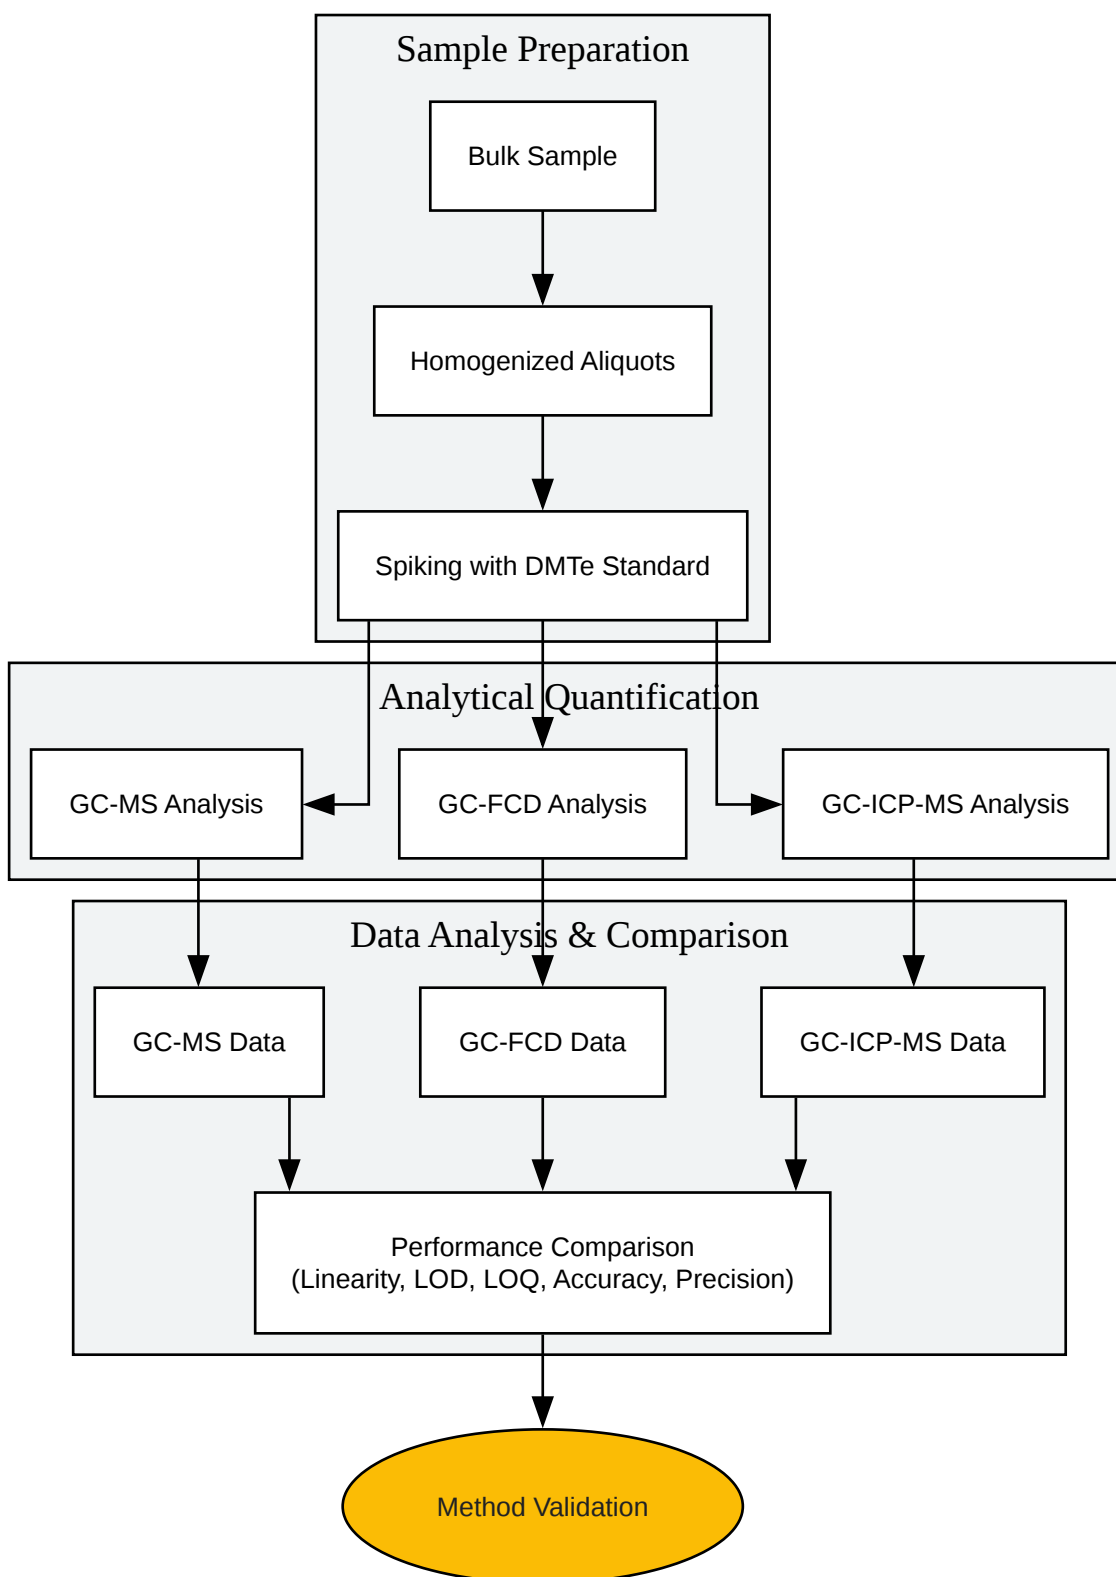 Sample Preparation
Bulk Sample
Homogenized Aliquots
Spiking with DMTe Standard
Analytical Quantification
GC-MS Analysis
GC-FCD Analysis
GC-ICP-MS Analysis
Data Analysis & Comparison
GC-MS Data
GC-FCD Data
GC-ICP-MS Data
Performance Comparison
(Linearity, LOD, LOQ, Accuracy, Precision)
Method Validation